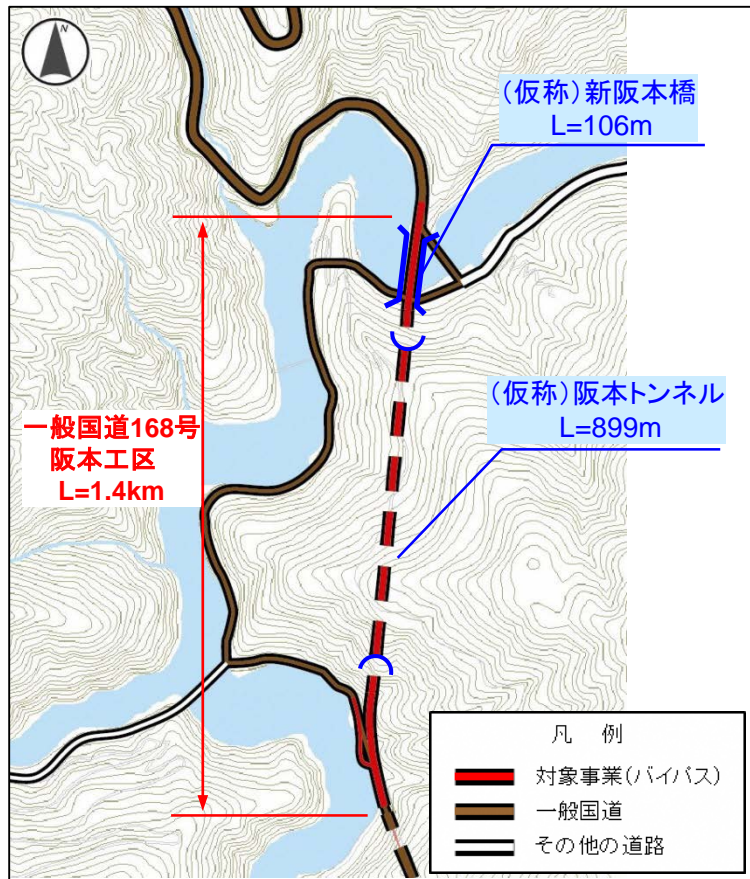 N
(仮称)新阪本橋
L=106m
(仮称)阪本トンネル
L=899m
一般国道168号
阪本工区
L=1.4km
凡 例
対象事業(バイパス)
一般国道
その他の道路